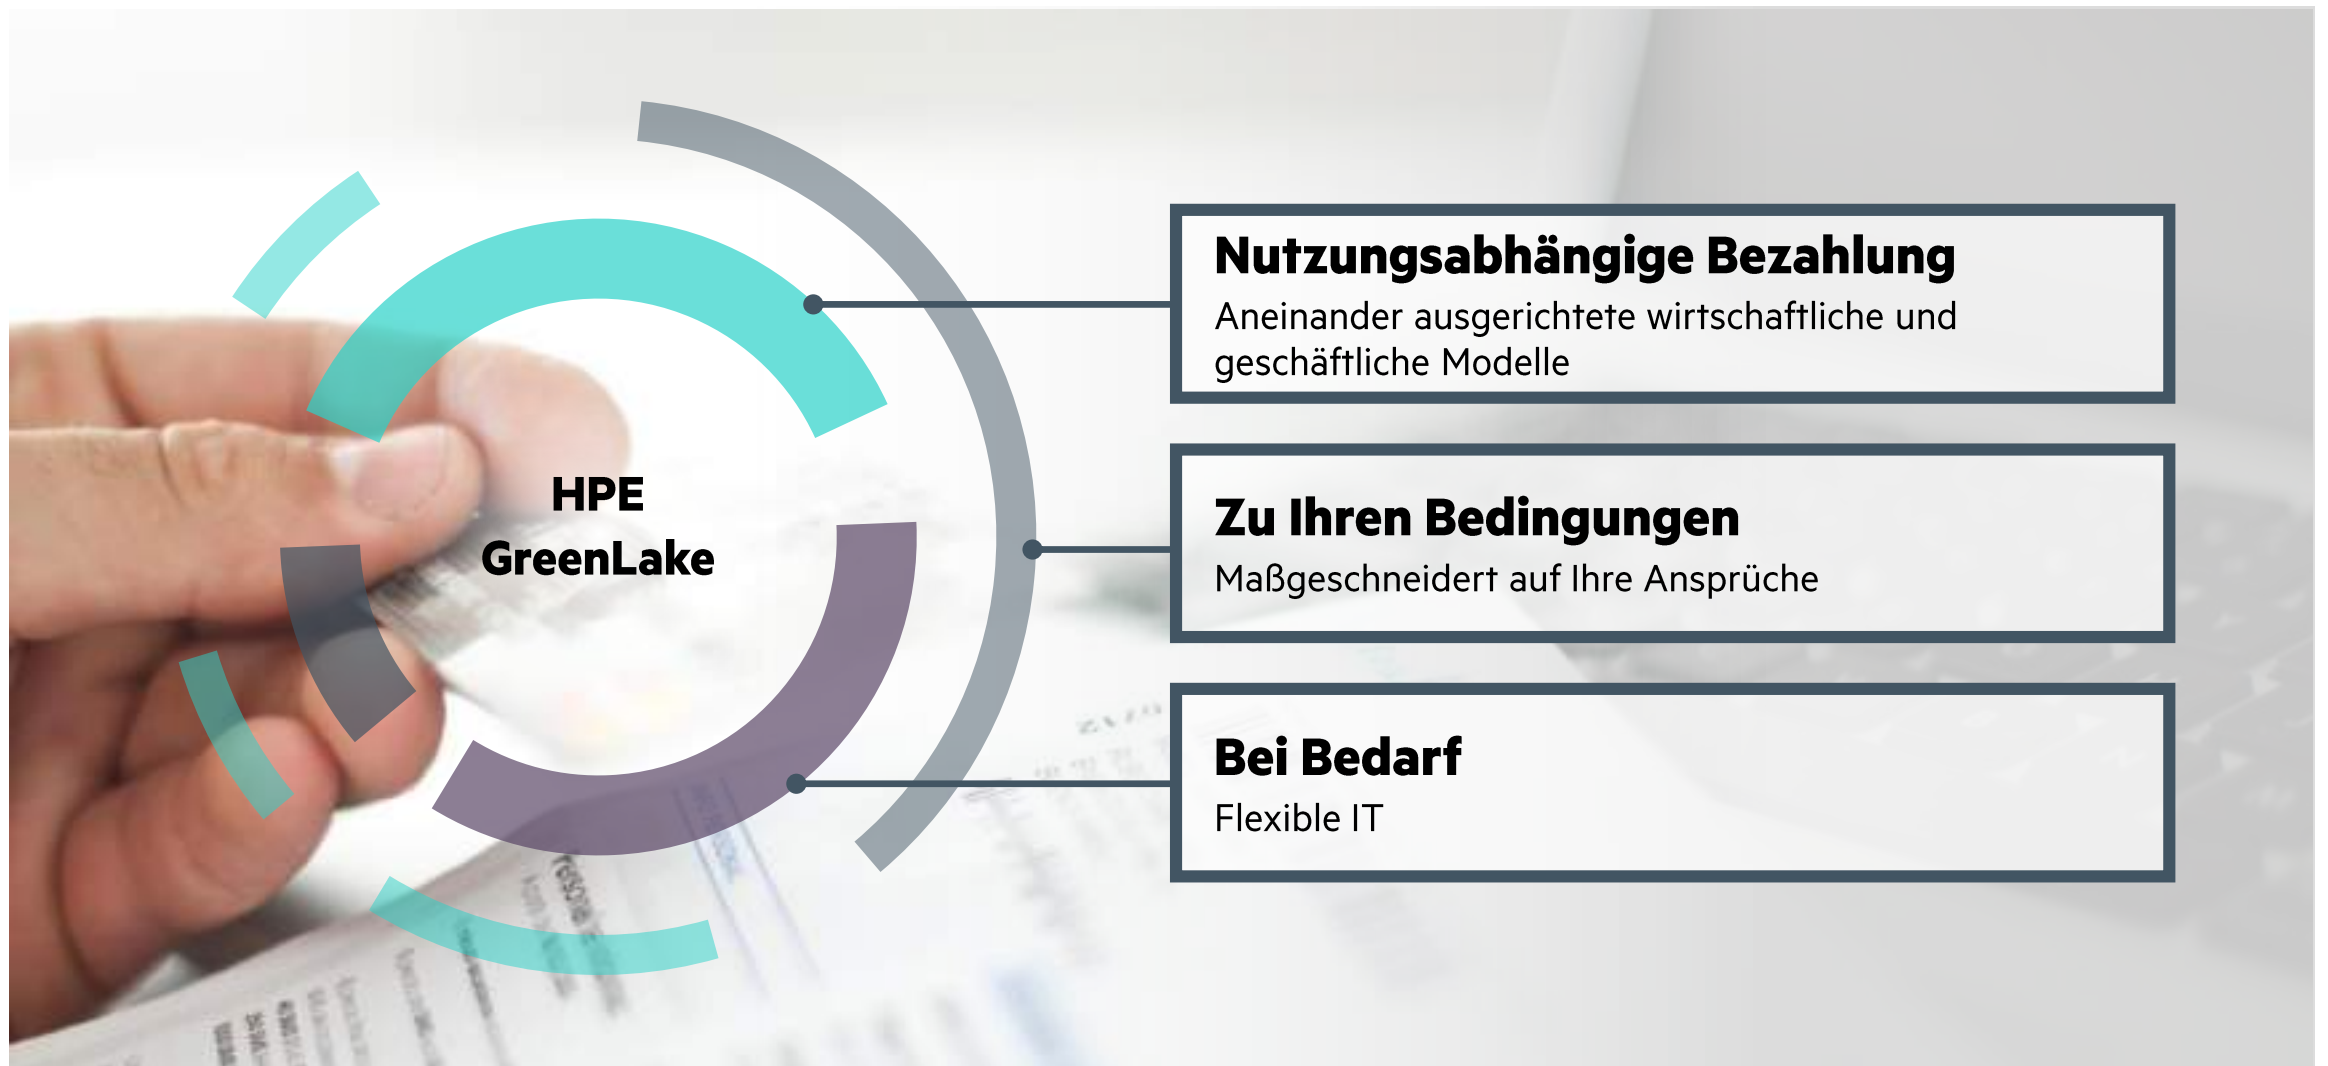 HPE
GreenLake
Nutzungsabhängige Bezahlung
Aneinander ausgerichtete wirtschaftliche und
geschäftliche Modelle
Zu Ihren Bedingungen
Maßgeschneidert auf Ihre Ansprüche
Bei Bedarf
Flexible IT